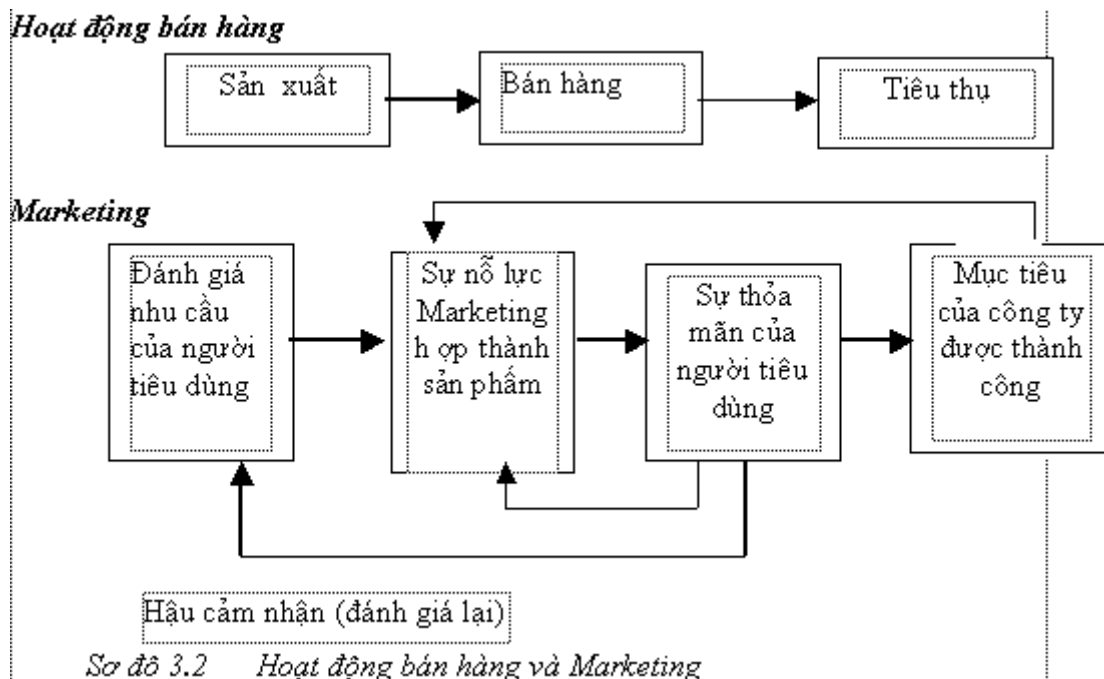 Hoạt động bán hàng
Sản xuất
Bán hàng
Tiêu thụ
Marketing
Đánh giá
nhu cầu
của người
tiêu dùng
Sự nỗ lực
Marketing
h ợp thành
sản phẩm
Sự thỏa
mãn của
người tiêu
dùng
Mục tiêu
của công ty
được thành
công
Hậu cảm nhận (đánh giá lại)
Sơ đồ 3.2 Hoạt động bán hàng và Marketing